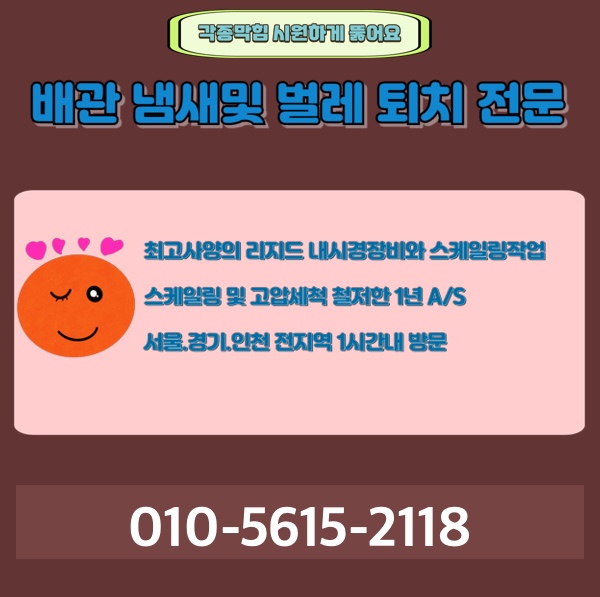 각종막힘 시원하게 뚫어요
배관 냄새및 벌레 퇴치 전문
최고사양의 리지드 내시경장비와 스케일링작업
스케일링 및 고압세척 철저한 1년 A/S
서울.경기.인천 전지역 1시간내 방문
010-5615-2118